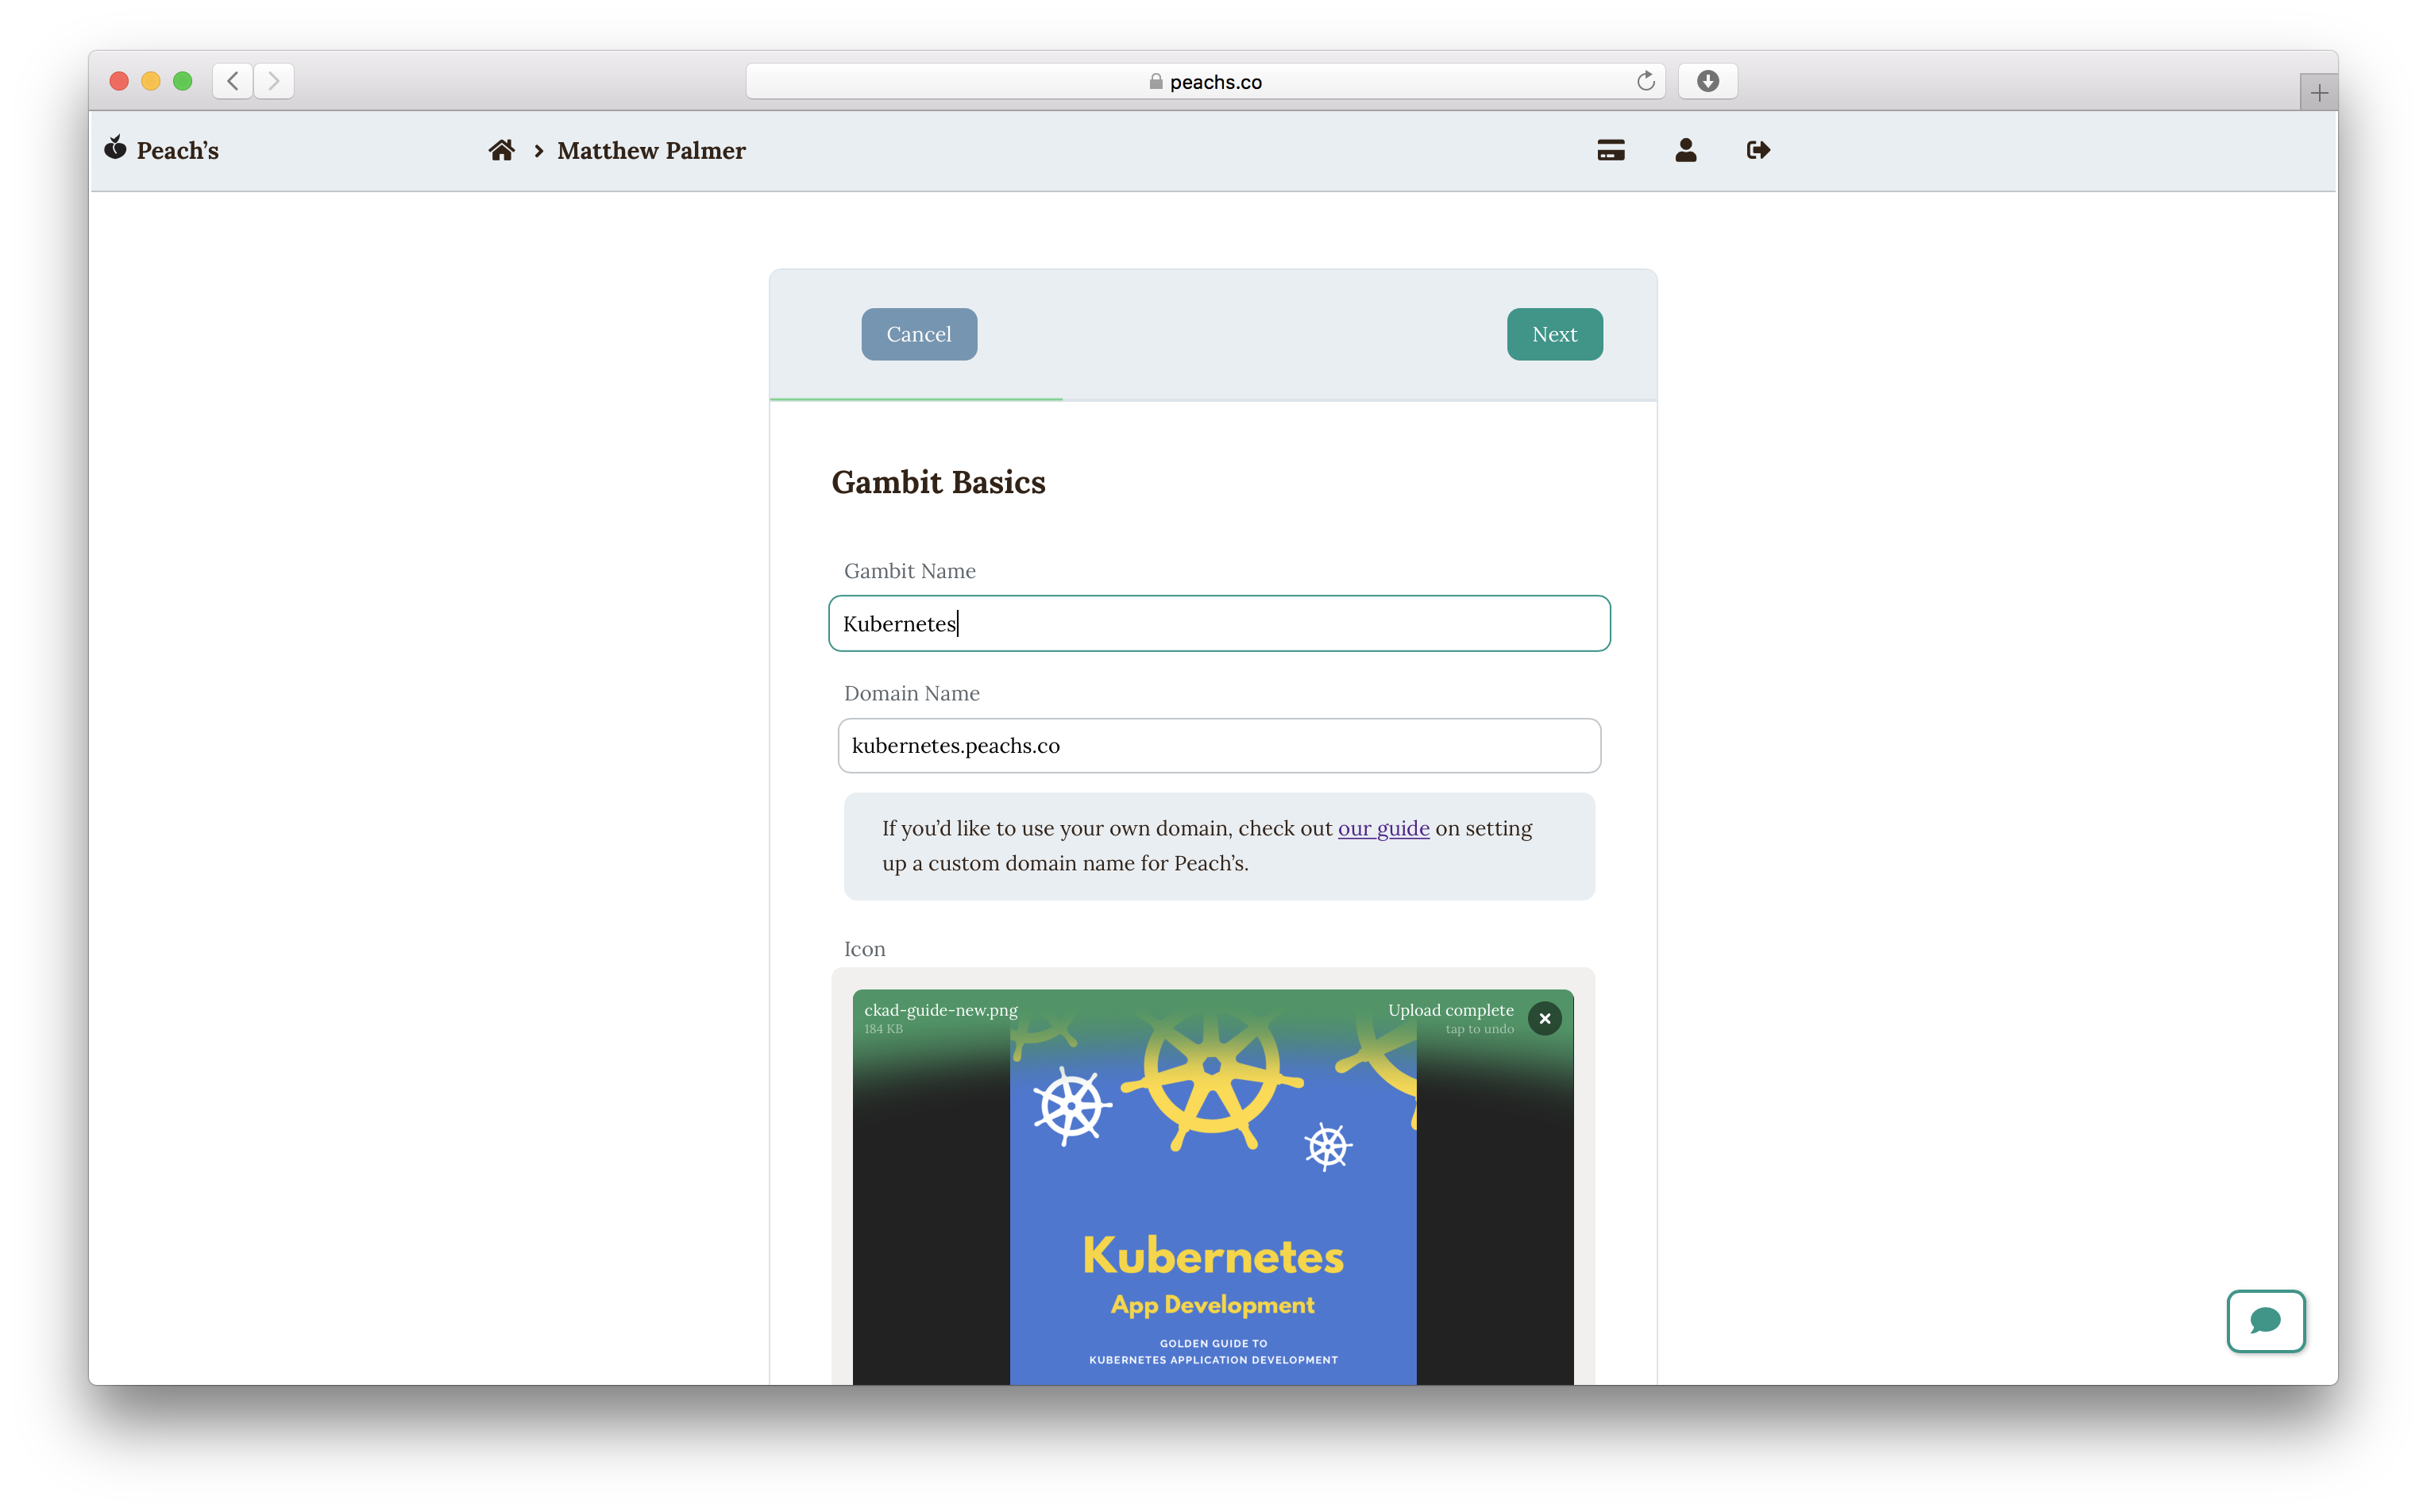 peachs.co
Peach’s
Matthew Palmer
Cancel
Next
Gambit Basics
Gambit Name
Kubernetes
Domain Name
kubernetes.peachs.co
If you’d like to use your own domain, check out our guide on setting
up a custom domain name for Peach’s.
Icon
ckad-guide-new.png
184 KB
Upload complete
tap to undo
Kubernetes
App Development
GOLDEN GUIDE TO
KUBERNETES APPLICATION DEVELOPMENT